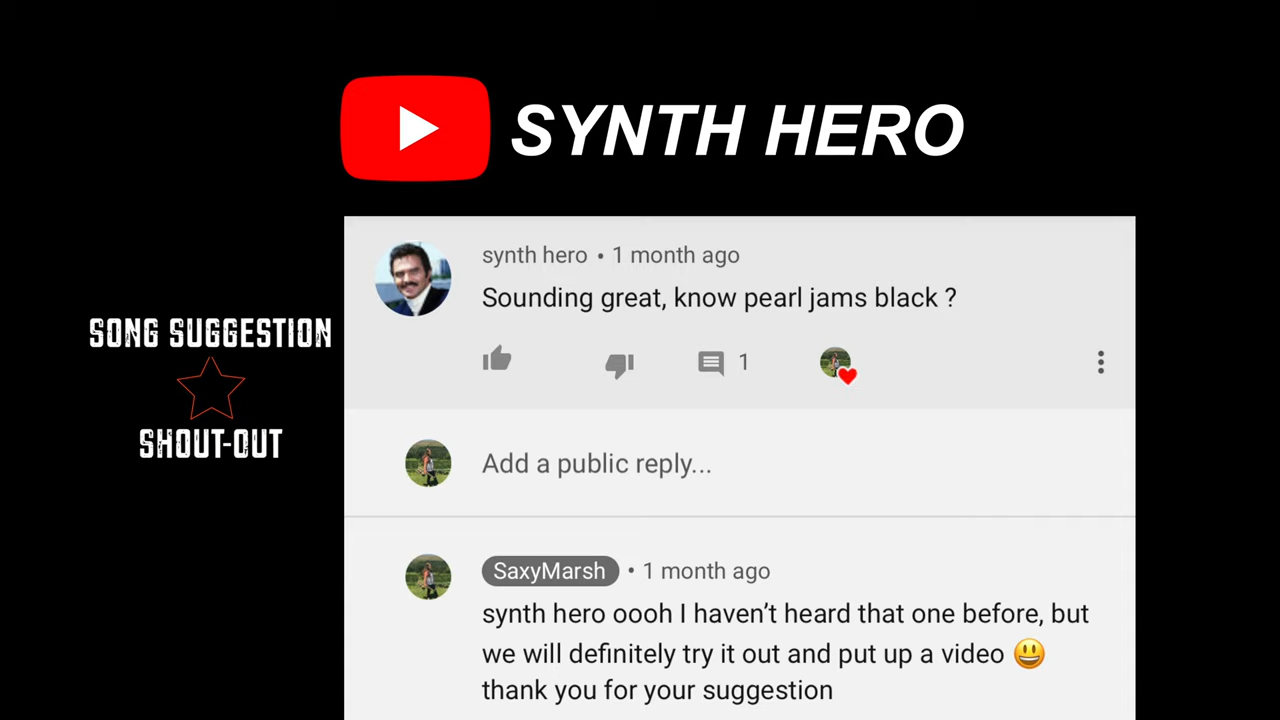 SYNTH HERO
synth hero • 1 month ago
Sounding great, know pearl jams black ?
1
SONG SUGGESTION
SHOUT-OUT
Add a public reply...
SaxyMarsh • 1 month ago
synth hero oooh I haven’t heard that one before, but
we will definitely try it out and put up a video 😃
thank you for your suggestion